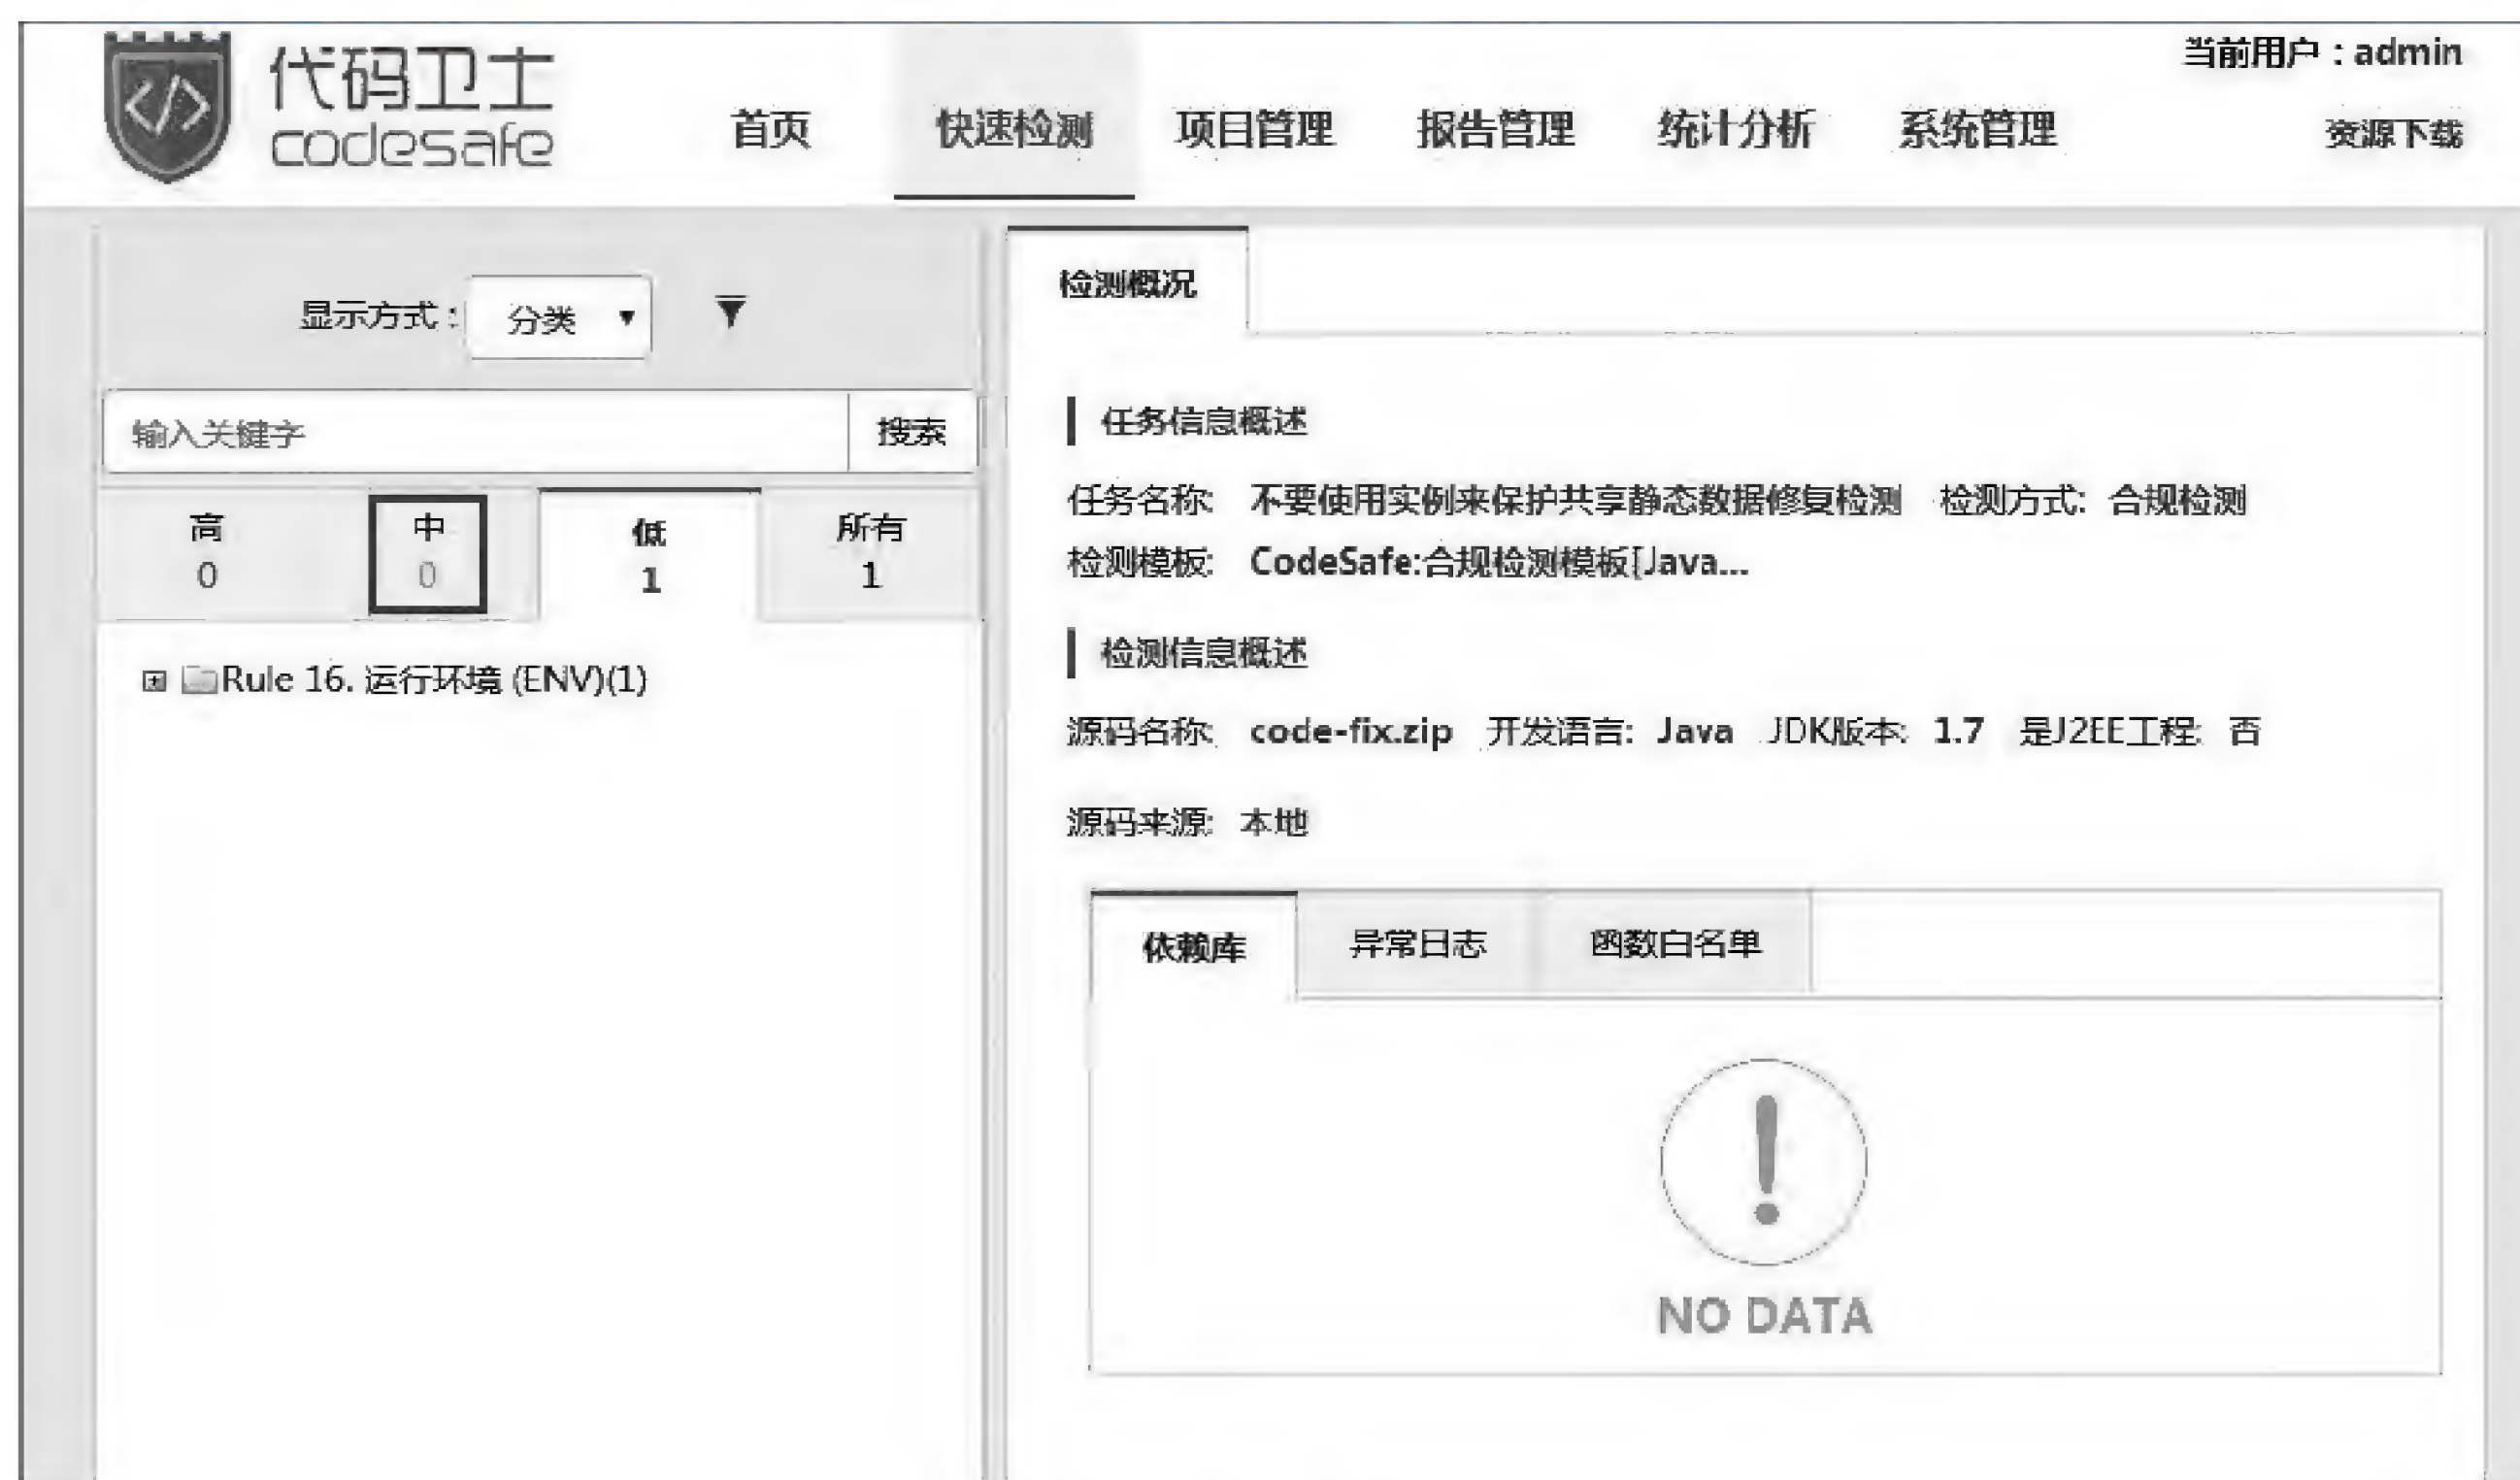 代码卫士
codesafe
当前用户：admin
首页 快速检测 项目管理 报告管理 统计分析 系统管理 资源下载
显示方式： 分类
输入关键字 搜索
高 中 低 所有
0 0 1 1
Rule 16. 运行环境 (ENV)(1)
检测概况
任务信息概述
任务名称: 不要使用实例来保护共享静态数据修复检测 检测方式: 合规检测
检测模板: CodeSafe:合规检测模板[Java...
检测信息概述
源码名称: code-fix.zip 开发语言: Java JDK版本: 1.7 是J2EE工程: 否
源码来源: 本地
依赖库 异常日志 函数白名单
NO DATA